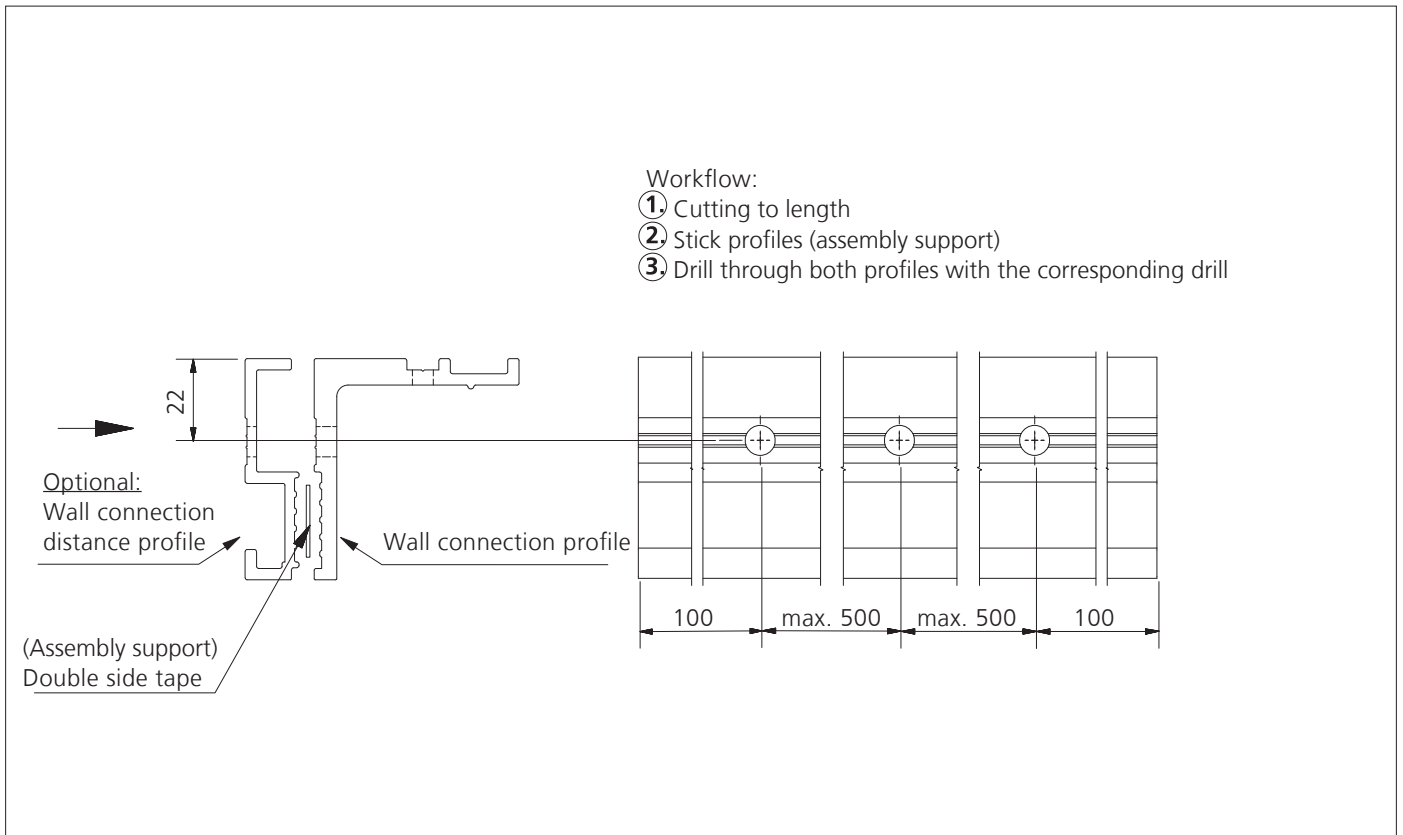 Workflow:
1. Cutting to length
2. Stick profiles (assembly support)
3. Drill through both profiles with the corresponding drill
22
Optional:
Wall connection
distance profile
Wall connection profile
(Assembly support)
Double side tape
100
max. 500
max. 500
100